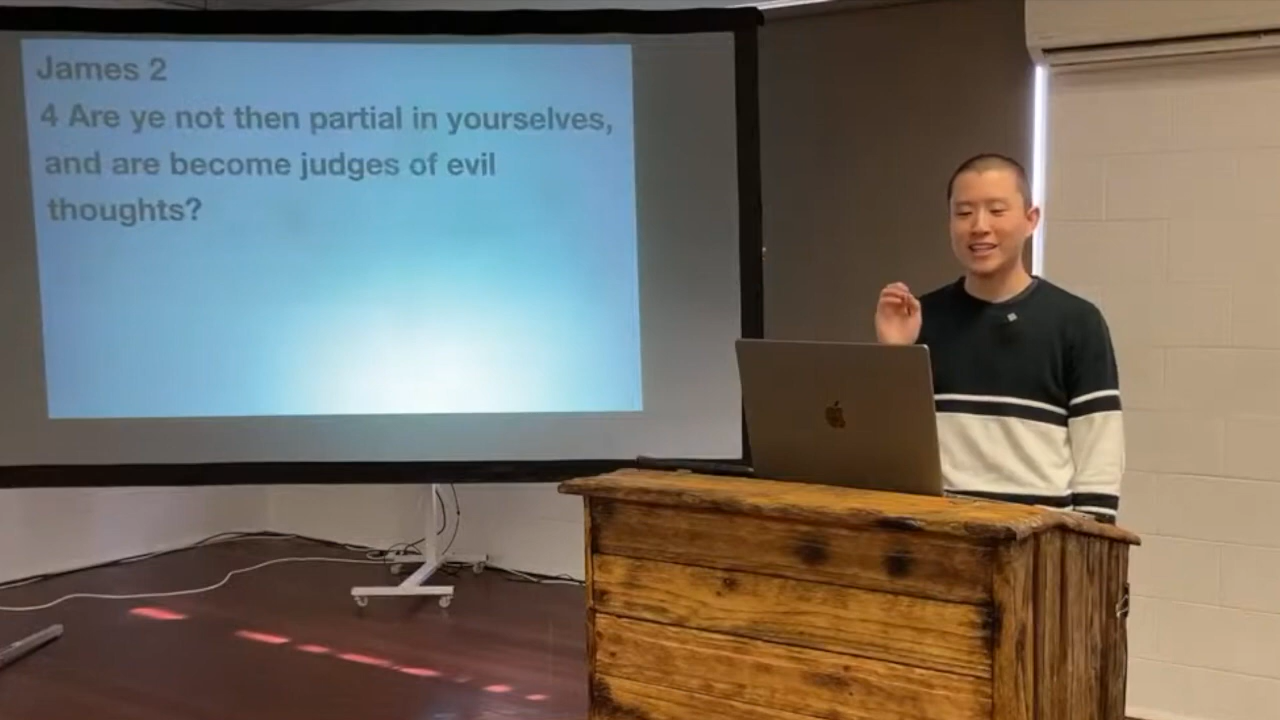 James 2
4 Are ye not then partial in yourselves,
and are become judges of evil
thoughts?